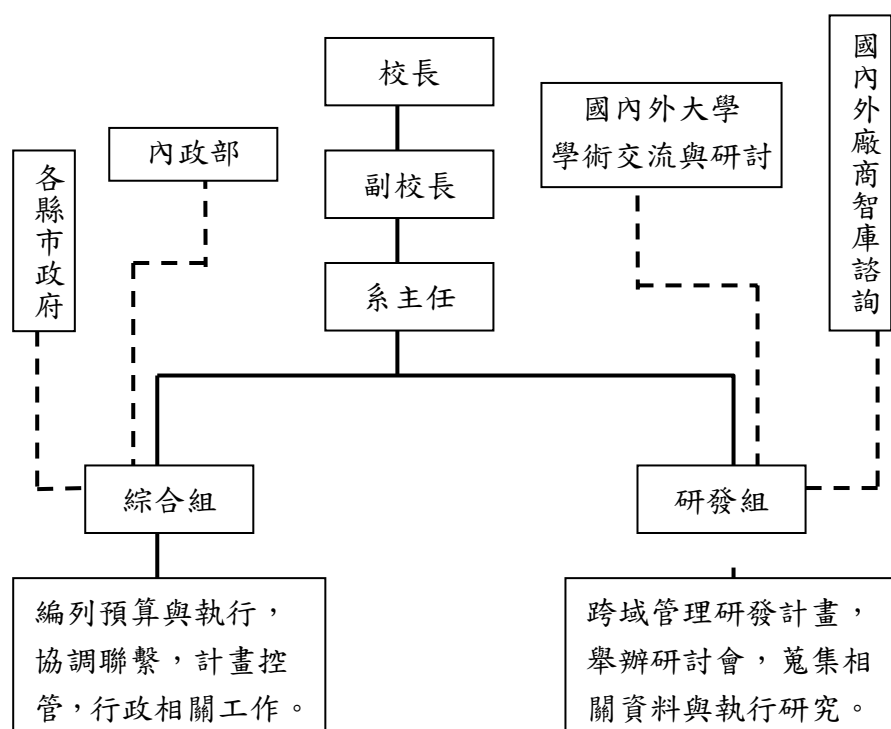 校長
國內外大學
學術交流與研討
國內外廠商智庫諮詢
內政部
各縣市政府
副校長
系主任
綜合組
研發組
編列預算與執行，
協調聯繫，計畫控
管，行政相關工作。
跨域管理研發計畫，
舉辦研討會，蒐集相
關資料與執行研究。